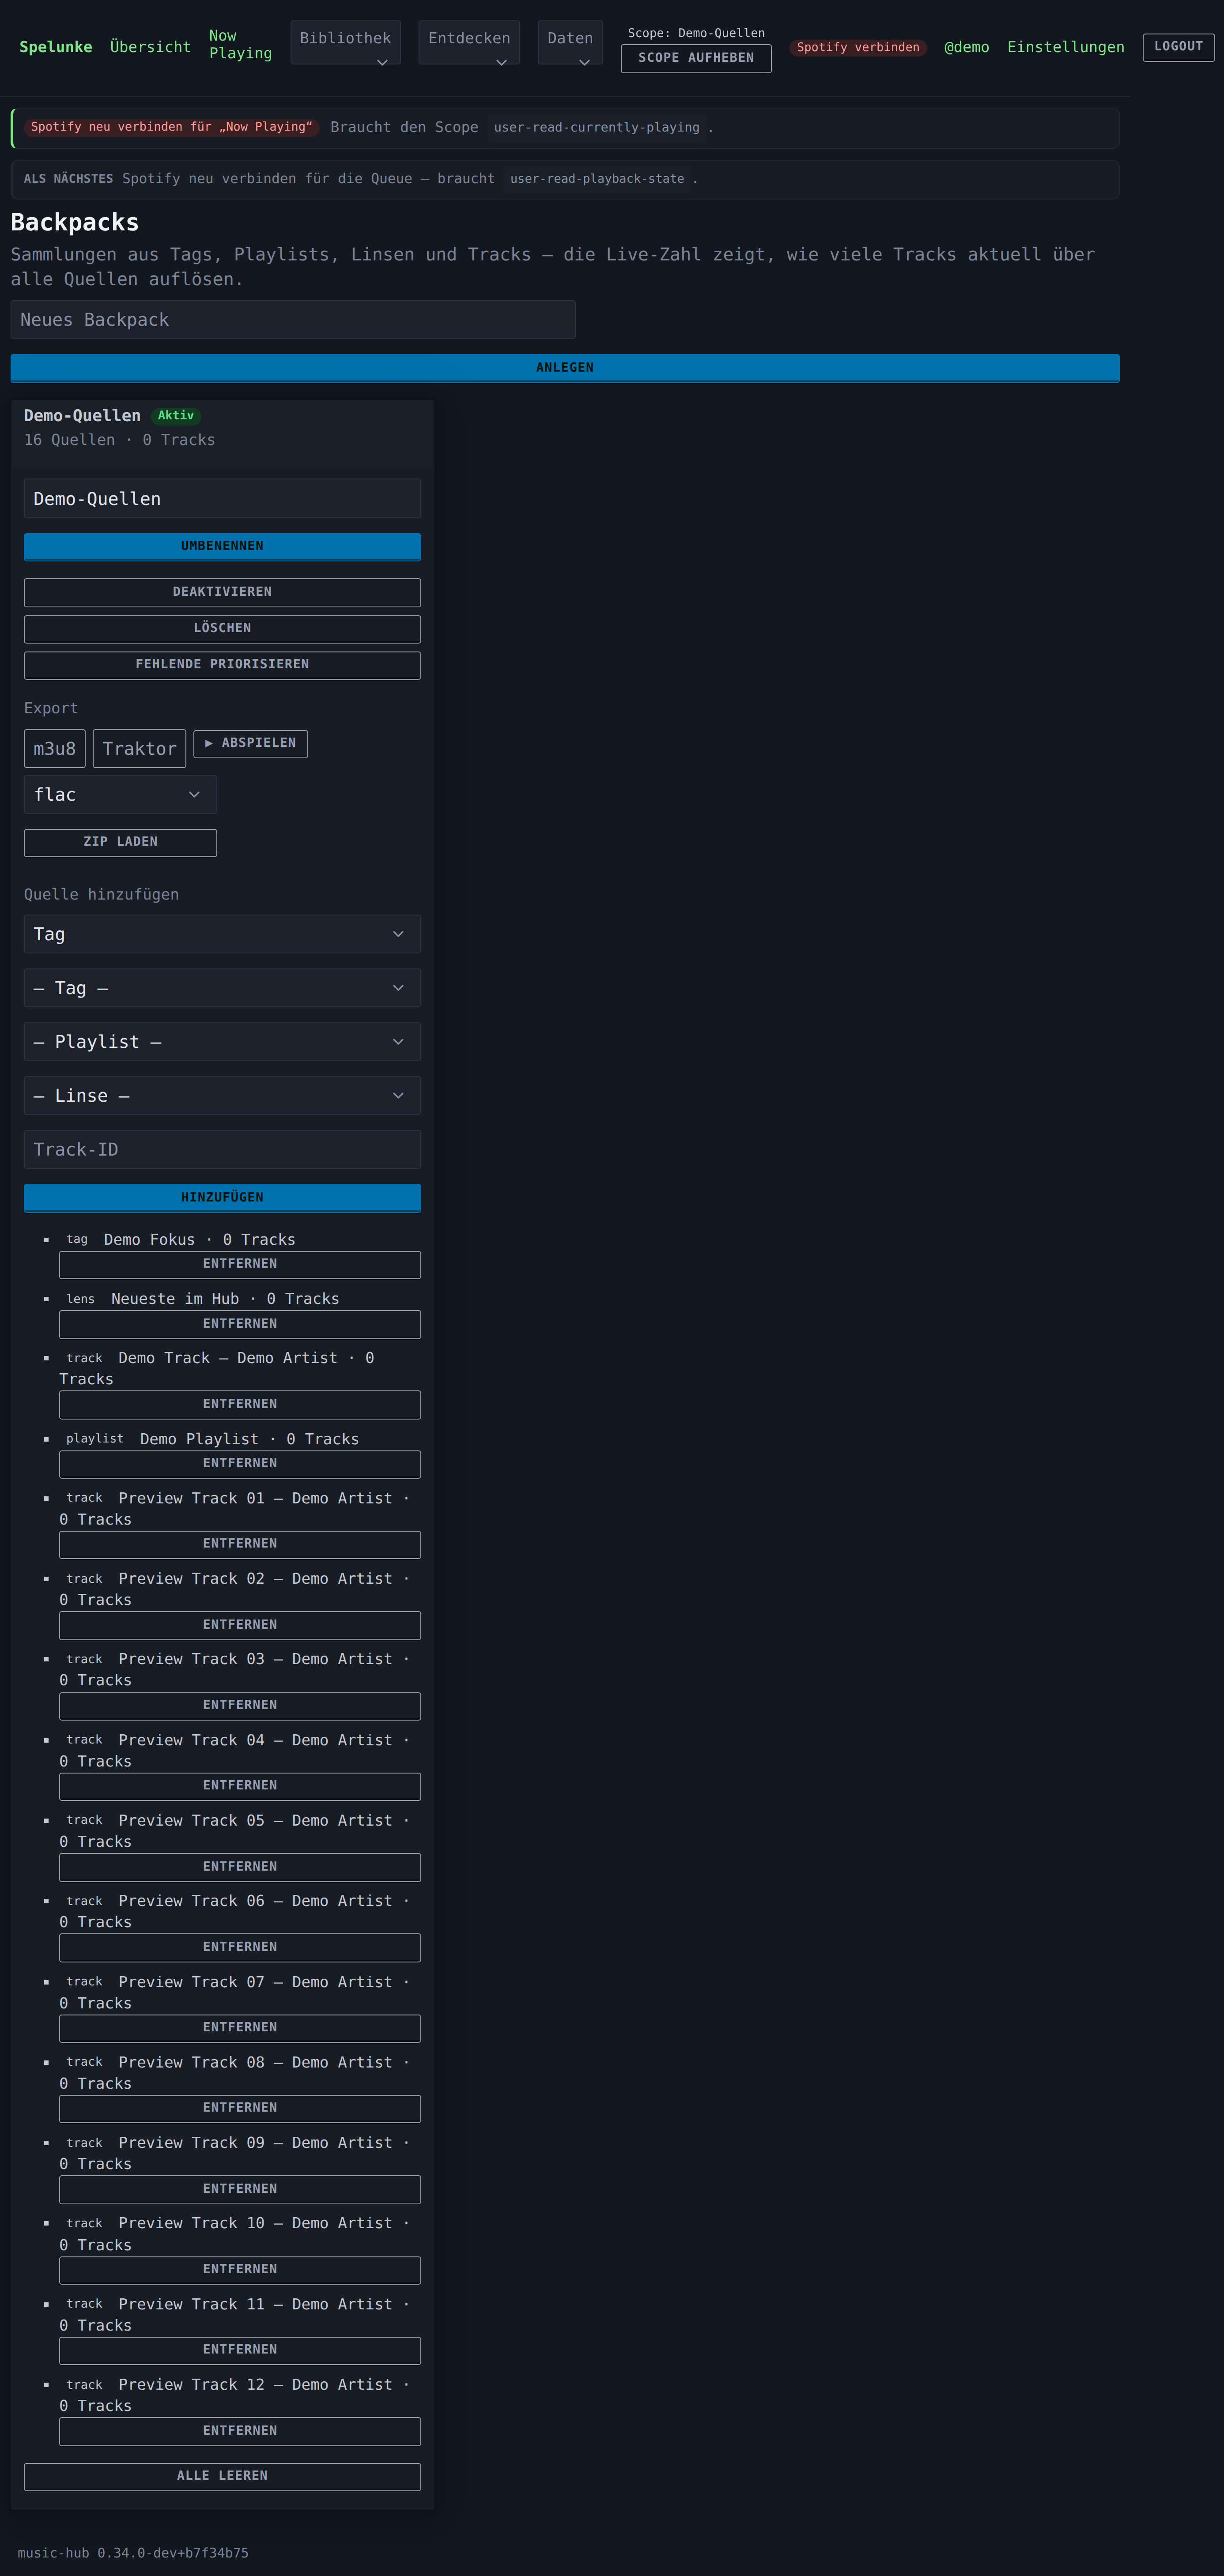 Spelunke Übersicht Now Playing Bibliothek Entdecken Daten Scope: Demo-Quellen SCOPE AUFHEBEN Spotify verbinden @demo Einstellungen LOGOUT
Spotify neu verbinden für „Now Playing“ Braucht den Scope user-read-currently-playing .
ALS NÄCHSTES Spotify neu verbinden für die Queue — braucht user-read-playback-state .
Backpacks
Sammlungen aus Tags, Playlists, Linsen und Tracks — die Live-Zahl zeigt, wie viele Tracks aktuell über
alle Quellen auflösen.
Neues Backpack
ANLEGEN
Demo-Quellen Aktiv
16 Quellen · 0 Tracks
Demo-Quellen
UMBENENNEN
DEAKTIVIEREN
LÖSCHEN
FEHLENDE PRIORISIEREN
Export
m3u8 Traktor ▶ ABSPIELEN
flac
ZIP LADEN
Quelle hinzufügen
Tag
— Tag —
— Playlist —
— Linse —
Track-ID
HINZUFÜGEN
▪ tag Demo Fokus · 0 Tracks
ENTFERNEN
▪ lens Neueste im Hub · 0 Tracks
ENTFERNEN
▪ track Demo Track — Demo Artist · 0
Tracks
ENTFERNEN
▪ playlist Demo Playlist · 0 Tracks
ENTFERNEN
▪ track Preview Track 01 — Demo Artist ·
0 Tracks
ENTFERNEN
▪ track Preview Track 02 — Demo Artist ·
0 Tracks
ENTFERNEN
▪ track Preview Track 03 — Demo Artist ·
0 Tracks
ENTFERNEN
▪ track Preview Track 04 — Demo Artist ·
0 Tracks
ENTFERNEN
▪ track Preview Track 05 — Demo Artist ·
0 Tracks
ENTFERNEN
▪ track Preview Track 06 — Demo Artist ·
0 Tracks
ENTFERNEN
▪ track Preview Track 07 — Demo Artist ·
0 Tracks
ENTFERNEN
▪ track Preview Track 08 — Demo Artist ·
0 Tracks
ENTFERNEN
▪ track Preview Track 09 — Demo Artist ·
0 Tracks
ENTFERNEN
▪ track Preview Track 10 — Demo Artist ·
0 Tracks
ENTFERNEN
▪ track Preview Track 11 — Demo Artist ·
0 Tracks
ENTFERNEN
▪ track Preview Track 12 — Demo Artist ·
0 Tracks
ENTFERNEN
ALLE LEEREN
music-hub 0.34.0-dev+b7f34b75